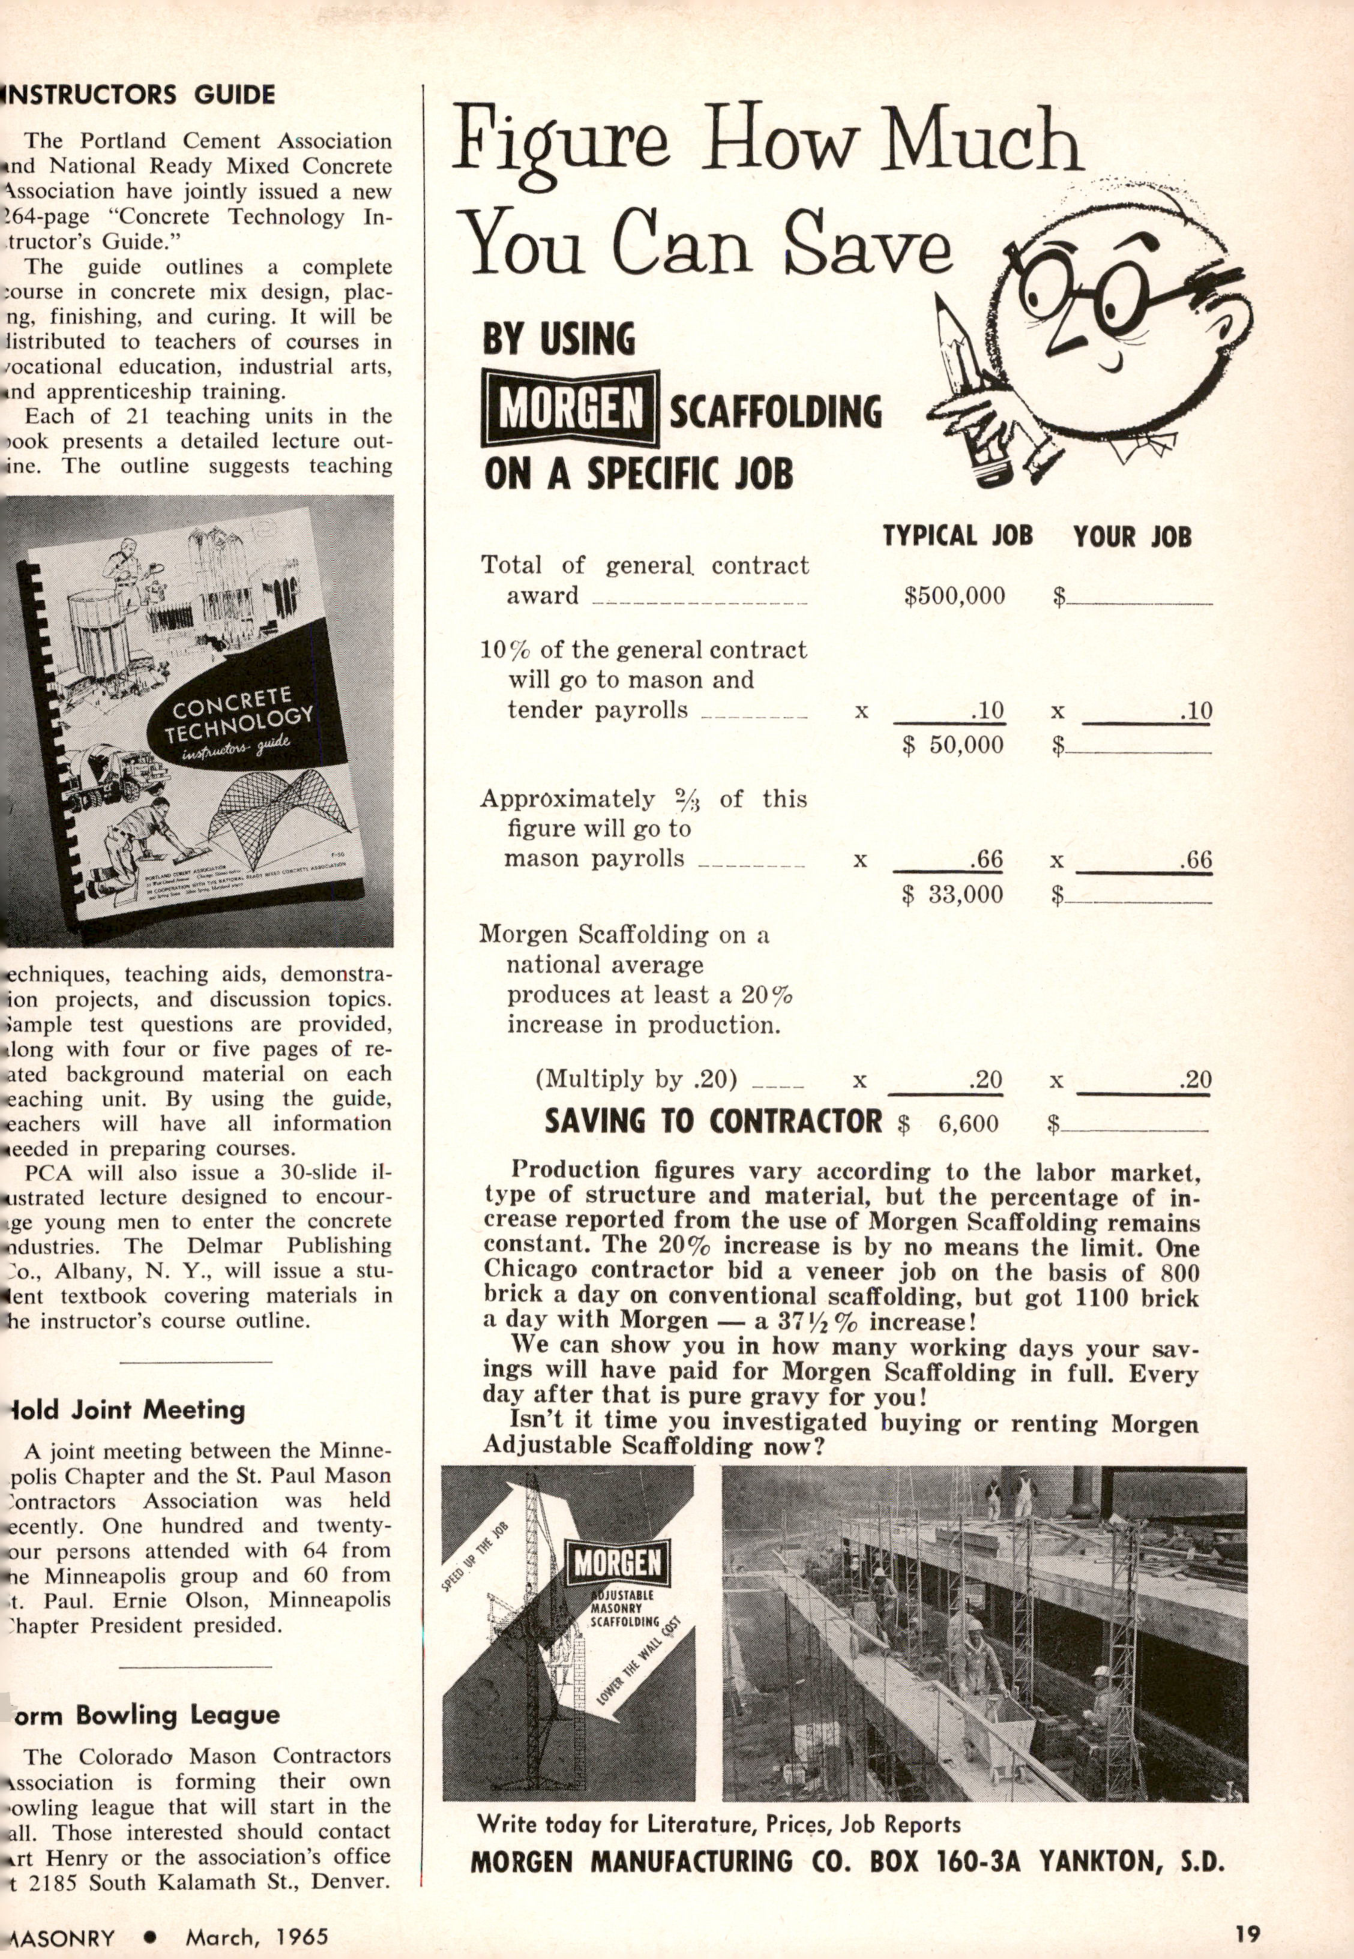 INSTRUCTORS GUIDE
The Portland Cement Association
and National Ready Mixed Concrete
Association have jointly issued a new
264-page “Concrete Technology In-
structor's Guide.”
The guide outlines a complete
course in concrete mix design, plac-
ing, finishing, and curing. It will be
distributed to teachers of courses in
vocational education, industrial arts,
and apprenticeship training.
Each of 21 teaching units in the
book presents a detailed lecture out-
line. The outline suggests teaching
CONCRETE
TECHNOLOGY
instructors guide
PORTLAND CEMENT ASSOCIATION
IN COOPERATION WITH THE NATIONAL READY MIXED CONCRETE ASSOCIATION
techniques, teaching aids, demonstra-
tion projects, and discussion topics.
Sample test questions are provided,
along with four or five pages of re-
lated background material on each
teaching unit. By using the guide,
teachers will have all information
needed in preparing courses.
PCA will also issue a 30-slide il-
lustrated lecture designed to encour-
age young men to enter the concrete
industries. The Delmar Publishing
Co., Albany, N. Y., will issue a stu-
dent textbook covering materials in
the instructor's course outline.
Hold Joint Meeting
A joint meeting between the Minne-
polis Chapter and the St. Paul Mason
Contractors Association was held
recently. One hundred and twenty-
four persons attended with 64 from
the Minneapolis group and 60 from
St. Paul. Ernie Olson, Minneapolis
Chapter President presided.
orm Bowling League
The Colorado Mason Contractors
Association is forming their own
bowling league that will start in the
fall. Those interested should contact
Art Henry or the association's office
at 2185 South Kalamath St., Denver.
MASONRY • March, 1965
Figure How Much
You Can Save
BY USING
MORGEN SCAFFOLDING
ON A SPECIFIC JOB
TYPICAL JOB YOUR JOB
Total of general contract
award $500,000 $
10% of the general contract
will go to mason and
tender payrolls x .10 x .10
$ 50,000 $
Approximately 2/3 of this
figure will go to
mason payrolls x .66 x .66
$ 33,000 $
Morgen Scaffolding on a
national average
produces at least a 20%
increase in production.
(Multiply by .20) x .20 x .20
SAVING TO CONTRACTOR $ 6,600 $
Production figures vary according to the labor market,
type of structure and material, but the percentage of in-
crease reported from the use of Morgen Scaffolding remains
constant. The 20% increase is by no means the limit. One
Chicago contractor bid a veneer job on the basis of 800
brick a day on conventional scaffolding, but got 1100 brick
a day with Morgen — a 37½% increase!
We can show you in how many working days your sav-
ings will have paid for Morgen Scaffolding in full. Every
day after that is pure gravy for you!
Isn't it time you investigated buying or renting Morgen
Adjustable Scaffolding now?
SPEED UP THE JOB
MORGEN
ADJUSTABLE
MASONRY
SCAFFOLDING
LOWER THE WALL COST
Write today for Literature, Prices, Job Reports
MORGEN MANUFACTURING CO. BOX 160-3A YANKTON, S.D.
19